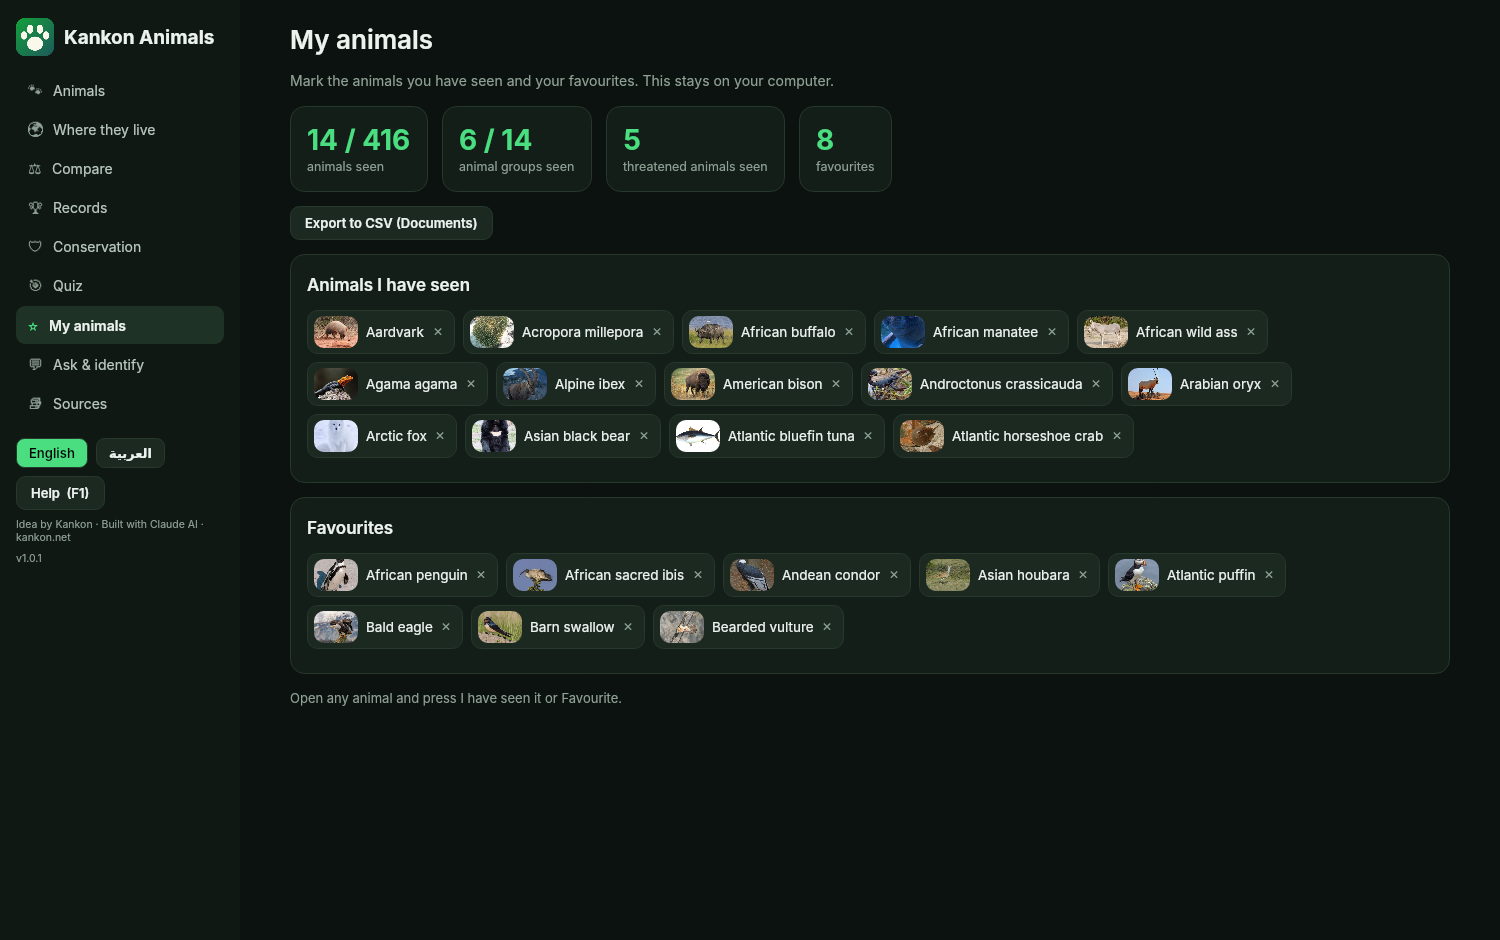 Kankon Animals
Animals
Where they live
Compare
Records
Conservation
Quiz
My animals
Ask & identify
Sources
English العربية
Help (F1)
Idea by Kankon · Built with Claude AI ·
kankon.net
v1.0.1
My animals
Mark the animals you have seen and your favourites. This stays on your computer.
14 / 416
animals seen
6 / 14
animal groups seen
5
threatened animals seen
8
favourites
Export to CSV (Documents)
Animals I have seen
Aardvark × Acropora millepora × African buffalo × African manatee × African wild ass ×
Agama agama × Alpine ibex × American bison × Androctonus crassicauda × Arabian oryx ×
Arctic fox × Asian black bear × Atlantic bluefin tuna × Atlantic horseshoe crab ×
Favourites
African penguin × African sacred ibis × Andean condor × Asian houbara × Atlantic puffin ×
Bald eagle × Barn swallow × Bearded vulture ×
Open any animal and press I have seen it or Favourite.